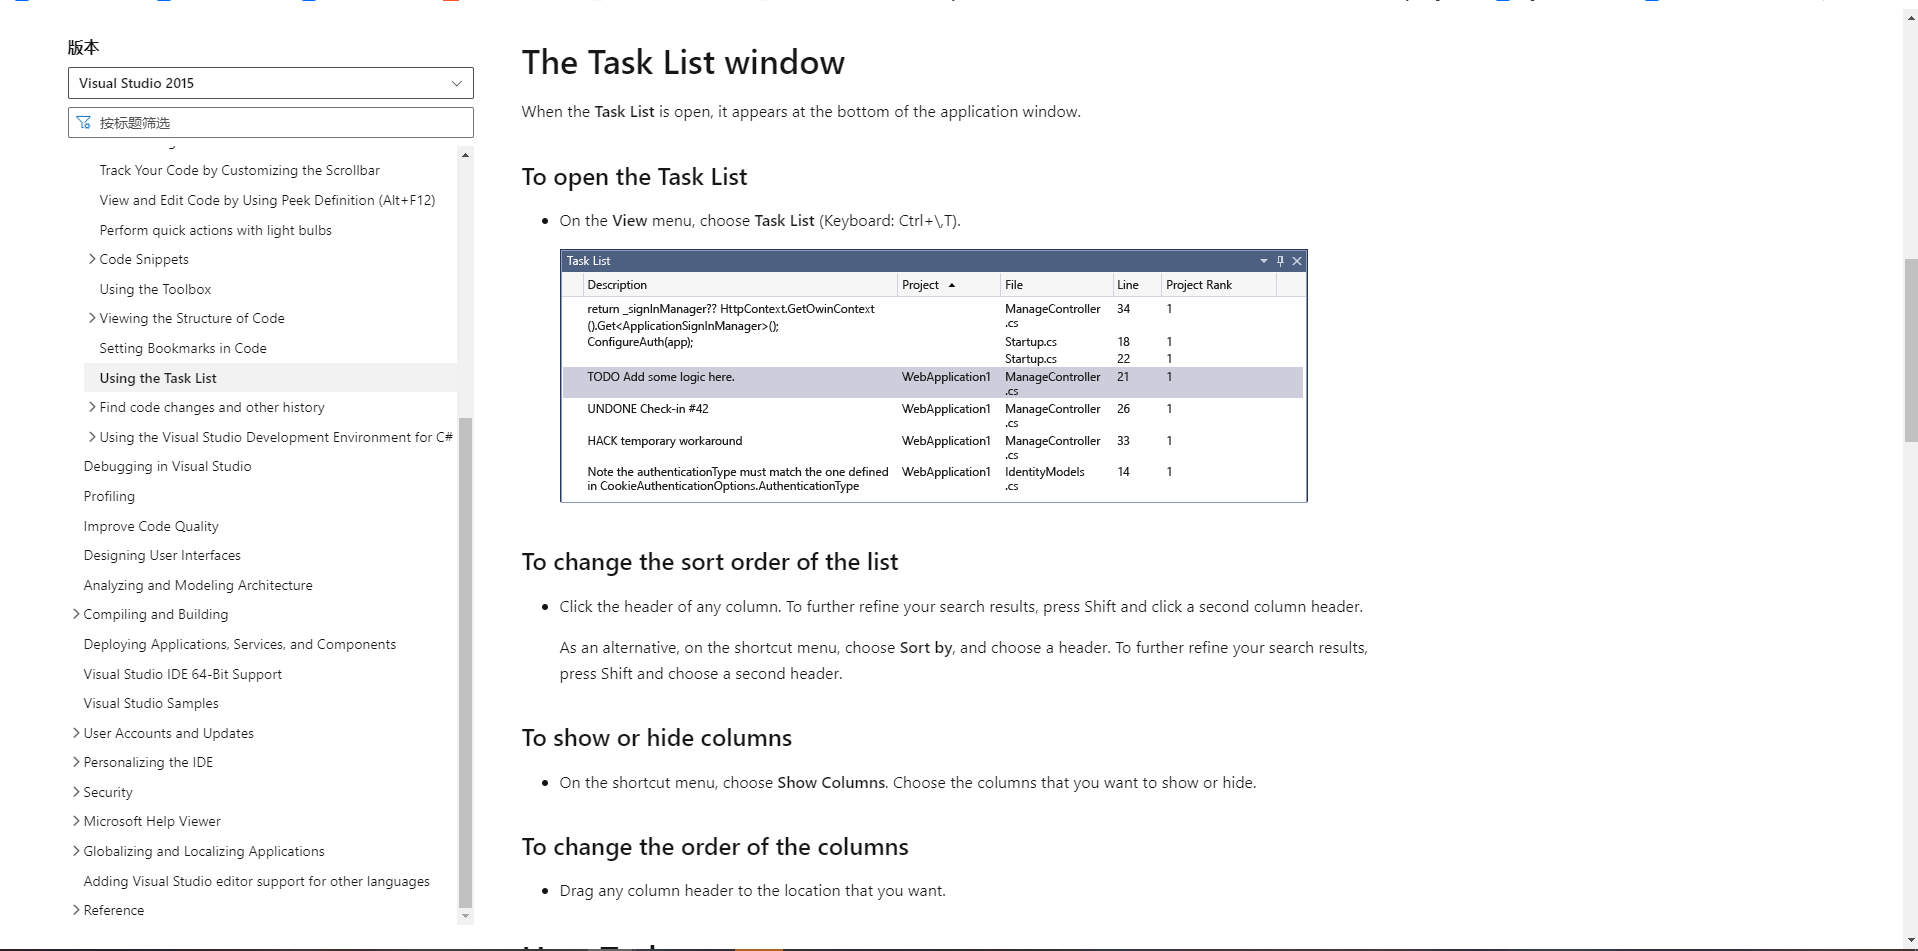 版本
Visual Studio 2015
按标题筛选
Track Your Code by Customizing the Scrollbar
View and Edit Code by Using Peek Definition (Alt+F12)
Perform quick actions with light bulbs
Code Snippets
Using the Toolbox
Viewing the Structure of Code
Setting Bookmarks in Code
Using the Task List
Find code changes and other history
Using the Visual Studio Development Environment for C#
Debugging in Visual Studio
Profiling
Improve Code Quality
Designing User Interfaces
Analyzing and Modeling Architecture
Compiling and Building
Deploying Applications, Services, and Components
Visual Studio IDE 64-Bit Support
Visual Studio Samples
User Accounts and Updates
Personalizing the IDE
Security
Microsoft Help Viewer
Globalizing and Localizing Applications
Adding Visual Studio editor support for other languages
Reference
The Task List window
When the Task List is open, it appears at the bottom of the application window.
To open the Task List
On the View menu, choose Task List (Keyboard: Ctrl+\,T).
Task List
Description Project File Line Project Rank
return _signInManager?? HttpContext.GetOwinContext ManageController 34 1
().Get<ApplicationSignInManager>(); .cs
ConfigureAuth(app); Startup.cs 18 1
Startup.cs 22 1
TODO Add some logic here. WebApplication1 ManageController 21 1
.cs
UNDONE Check-in #42 WebApplication1 ManageController 26 1
.cs
HACK temporary workaround WebApplication1 ManageController 33 1
.cs
Note the authenticationType must match the one defined WebApplication1 IdentityModels 14 1
in CookieAuthenticationOptions.AuthenticationType .cs
To change the sort order of the list
Click the header of any column. To further refine your search results, press Shift and click a second column header.
As an alternative, on the shortcut menu, choose Sort by, and choose a header. To further refine your search results,
press Shift and choose a second header.
To show or hide columns
On the shortcut menu, choose Show Columns. Choose the columns that you want to show or hide.
To change the order of the columns
Drag any column header to the location that you want.